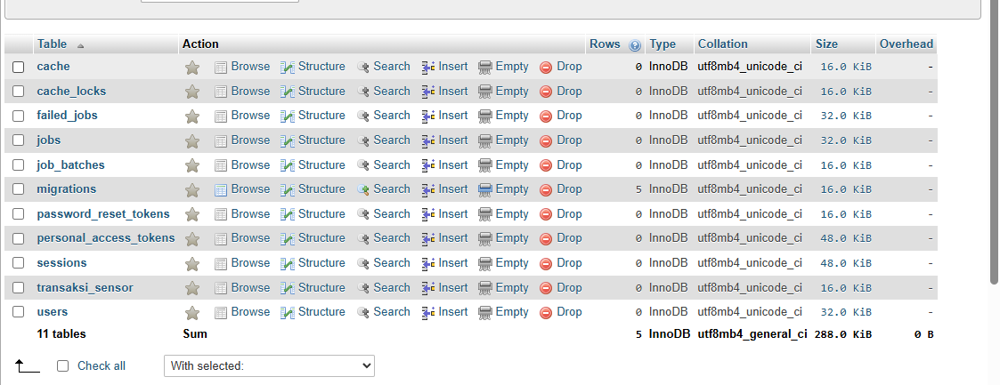 Table Action Rows Type Collation Size Overhead
cache Browse Structure Search Insert Empty Drop 0 InnoDB utf8mb4_unicode_ci 16.0 KiB -
cache_locks Browse Structure Search Insert Empty Drop 0 InnoDB utf8mb4_unicode_ci 16.0 KiB -
failed_jobs Browse Structure Search Insert Empty Drop 0 InnoDB utf8mb4_unicode_ci 32.0 KiB -
jobs Browse Structure Search Insert Empty Drop 0 InnoDB utf8mb4_unicode_ci 32.0 KiB -
job_batches Browse Structure Search Insert Empty Drop 0 InnoDB utf8mb4_unicode_ci 16.0 KiB -
migrations Browse Structure Search Insert Empty Drop 5 InnoDB utf8mb4_unicode_ci 16.0 KiB -
password_reset_tokens Browse Structure Search Insert Empty Drop 0 InnoDB utf8mb4_unicode_ci 16.0 KiB -
personal_access_tokens Browse Structure Search Insert Empty Drop 0 InnoDB utf8mb4_unicode_ci 48.0 KiB -
sessions Browse Structure Search Insert Empty Drop 0 InnoDB utf8mb4_unicode_ci 48.0 KiB -
transaksi_sensor Browse Structure Search Insert Empty Drop 0 InnoDB utf8mb4_unicode_ci 16.0 KiB -
users Browse Structure Search Insert Empty Drop 0 InnoDB utf8mb4_unicode_ci 32.0 KiB -
11 tables Sum 5 InnoDB utf8mb4_general_ci 288.0 KiB 0 B
Check all With selected: